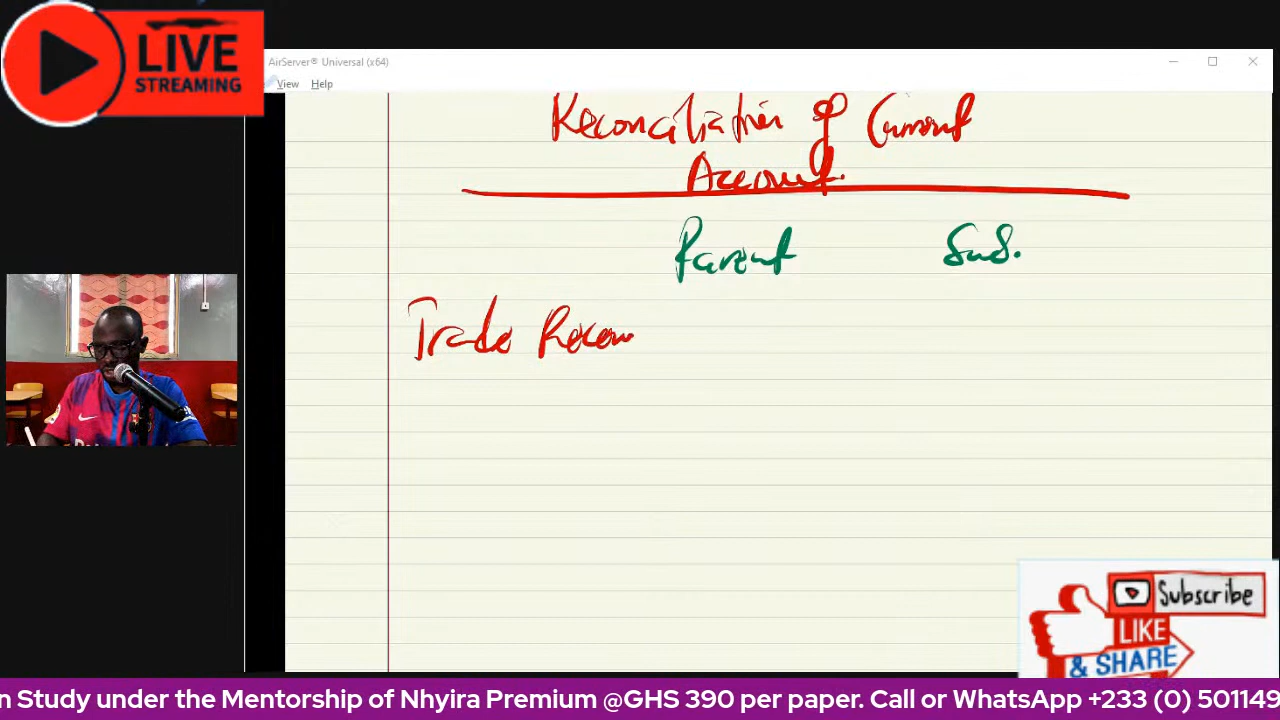 LIVE
STREAMING
AirServer® Universal (x64)
View Help
Reconciliation of Current
Account.
Parent Sub.
Trade Recew
Subscribe
LIKE
& SHARE
n Study under the Mentorship of Nhyira Premium @GHS 390 per paper. Call or WhatsApp +233 (0) 501149